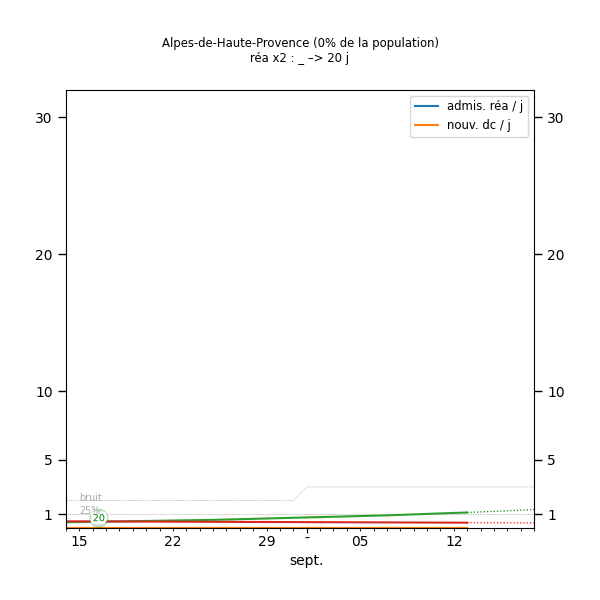 Alpes-de-Haute-Provence (0% de la population)
réa x2 : _ –> 20 j
admis. réa / j
nouv. dc / j
30 30
20 20
10 10
5 5
1 1
bruit
25%
20
15 22 29 - 05 12
sept.